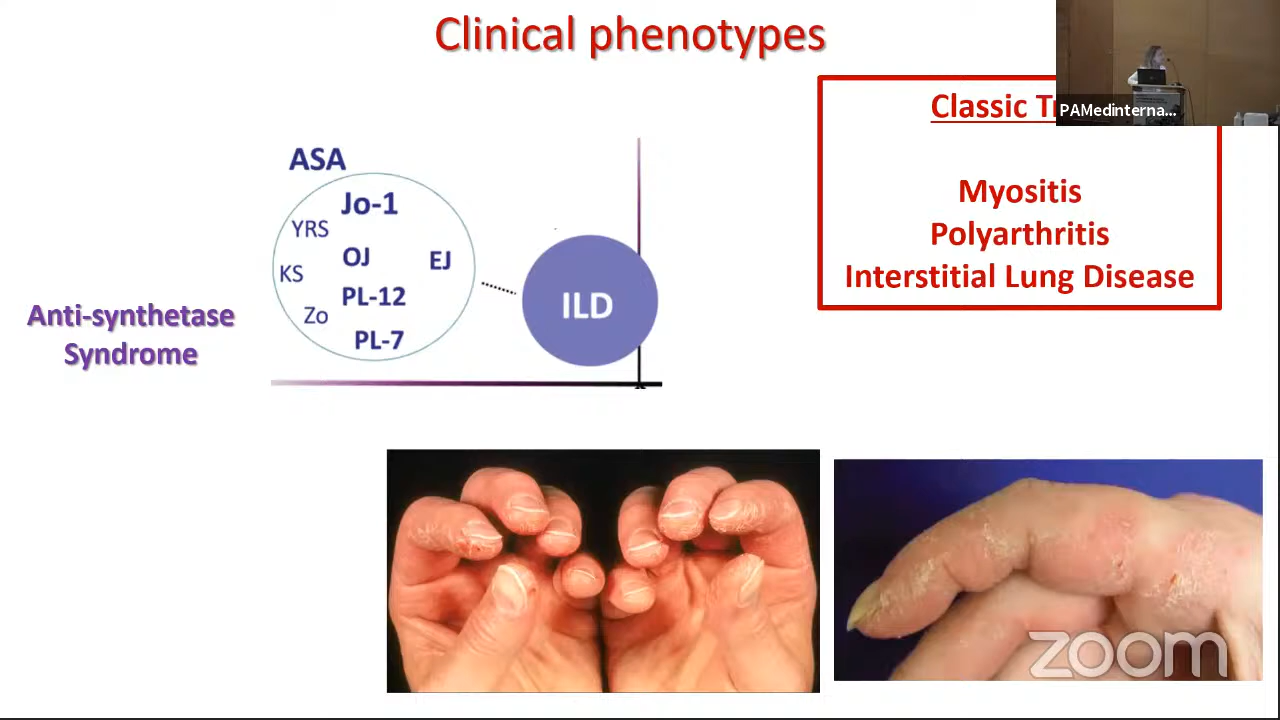 Clinical phenotypes
Classic
PAMedinterna...
Myositis
Polyarthritis
Interstitial Lung Disease
ASA
Jo-1
YRS
OJ
EJ
KS
PL-12
Zo
PL-7
ILD
Anti-synthetase
Syndrome
zoom